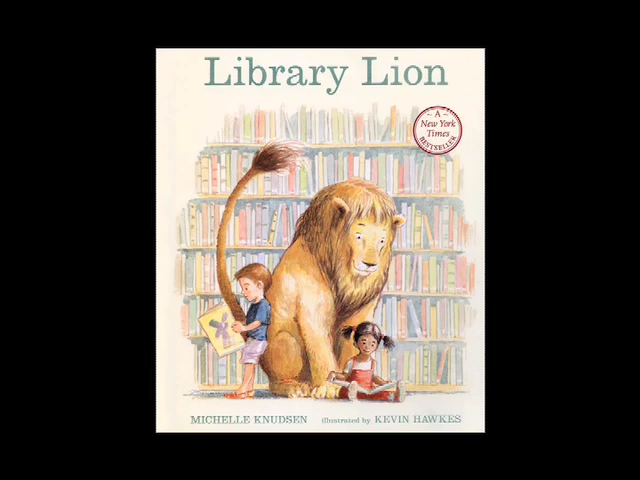 Library Lion
~ A ~
New York
Times
BESTSELLER
MICHELLE KNUDSEN illustrated by KEVIN HAWKES